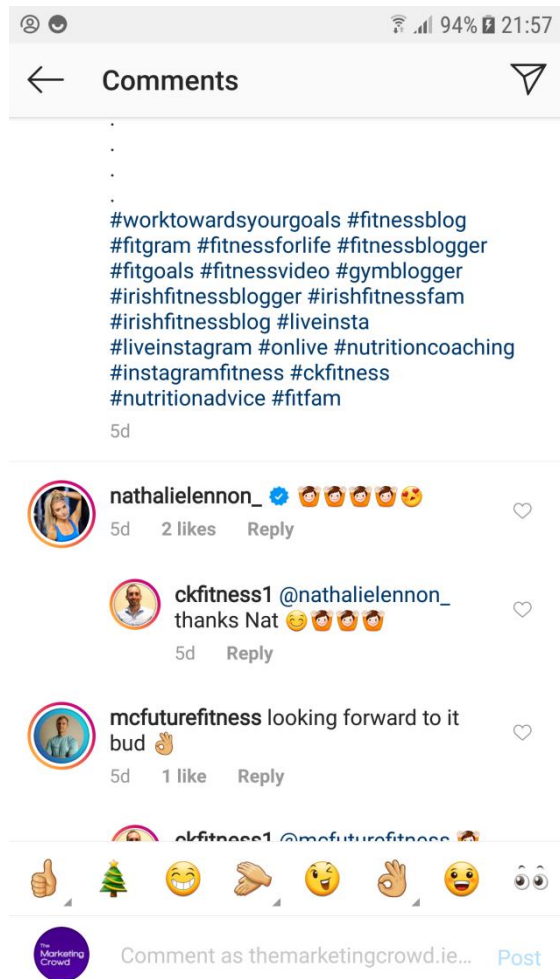 94% 21:57
Comments
.
.
.
.
#worktowardsyourgoals #fitnessblog
#fitgram #fitnessforlife #fitnessblogger
#fitgoals #fitnessvideo #gymblogger
#irishfitnessblogger #irishfitnessfam
#irishfitnessblog #liveinsta
#liveinstagram #onlive #nutritioncoaching
#instagramfitness #ckfitness
#nutritionadvice #fitfam
5d
nathalielennon_
5d 2 likes Reply
ckfitness1 @nathalielennon_
thanks Nat
5d Reply
mcfuturefitness looking forward to it
bud
5d 1 like Reply
ckfitness1 @mcfuturefitness
The
Marketing
Crowd
Comment as themarketingcrowd.ie... Post